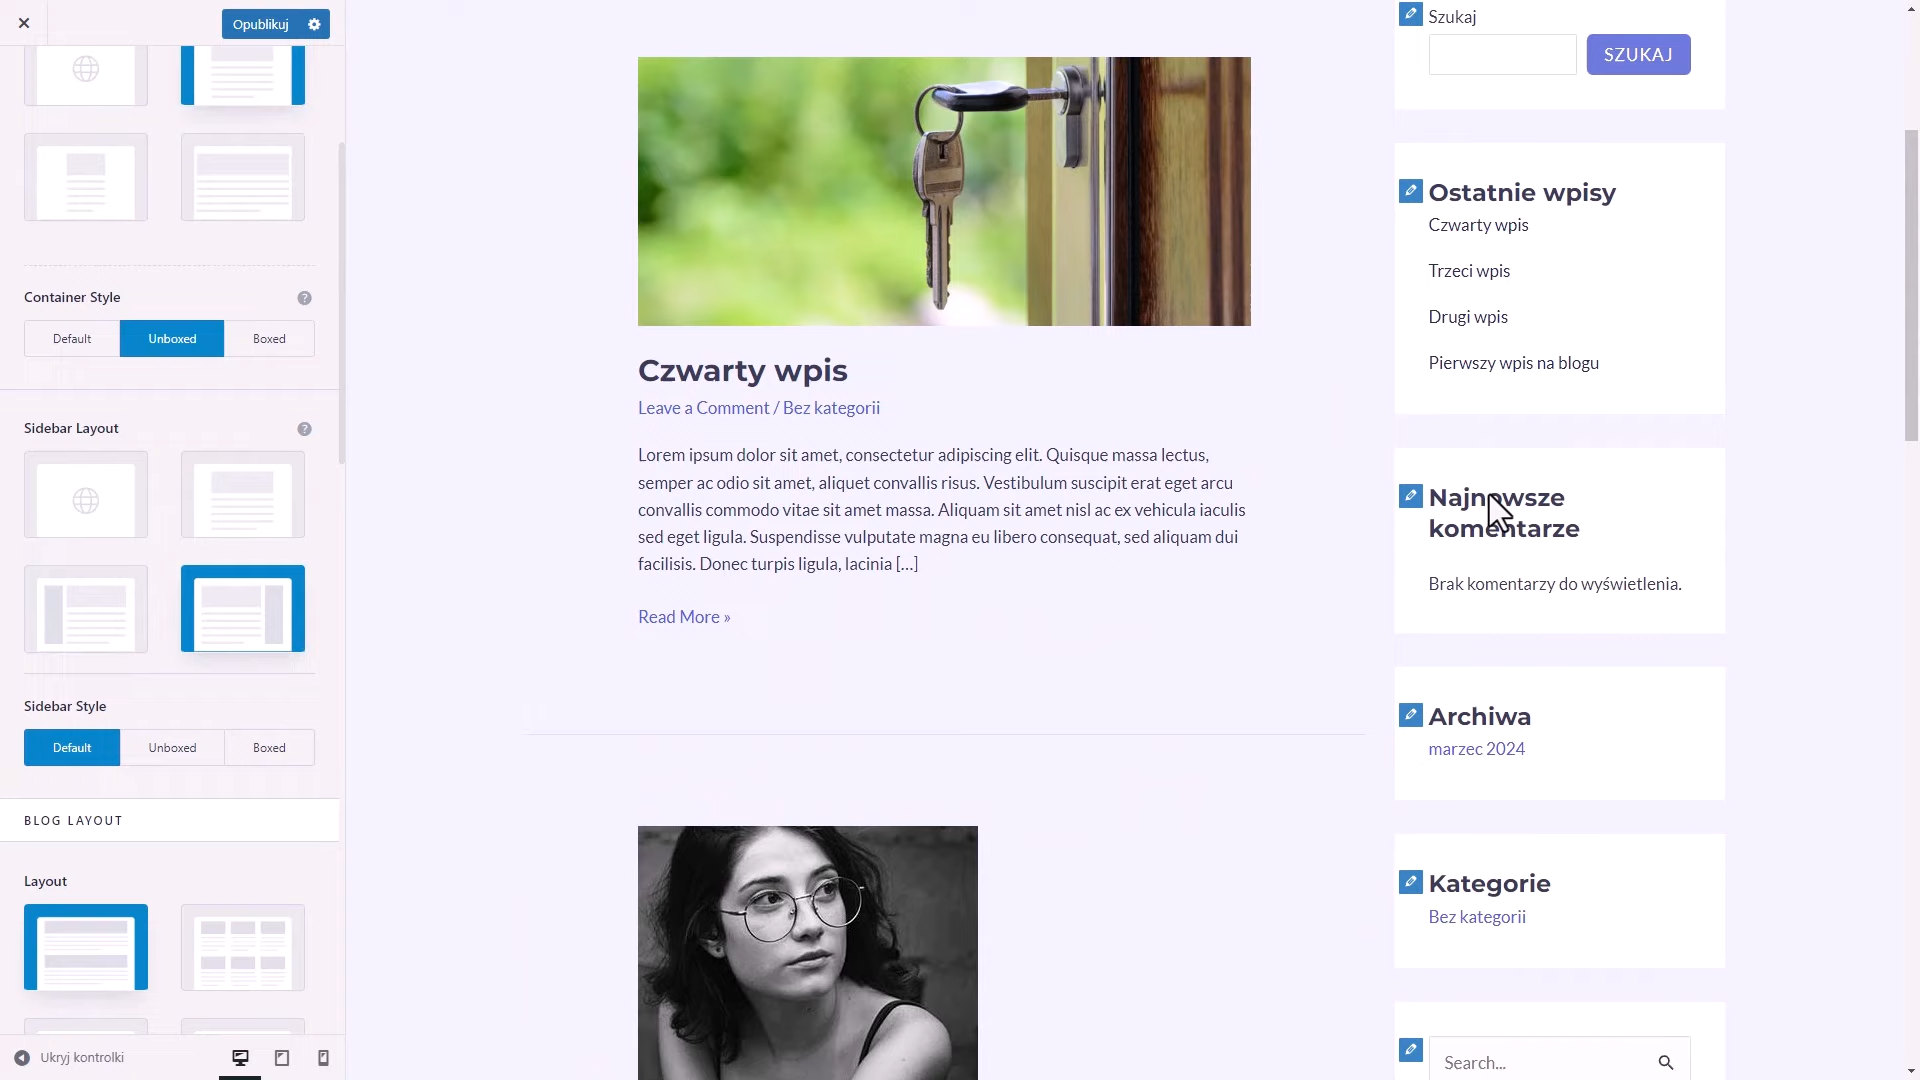 Opublikuj
Container Style
Default
Unboxed
Boxed
Sidebar Layout
Sidebar Style
Default
Unboxed
Boxed
BLOG LAYOUT
Layout
Ukryj kontrolki
Czwarty wpis
Leave a Comment / Bez kategorii
Lorem ipsum dolor sit amet, consectetur adipiscing elit. Quisque massa lectus,
semper ac odio sit amet, aliquet convallis risus. Vestibulum suscipit erat eget arcu
convallis commodo vitae sit amet massa. Aliquam sit amet nisl ac ex vehicula iaculis
sed eget ligula. Suspendisse vulputate magna eu libero consequat, sed aliquam dui
facilisis. Donec turpis ligula, lacinia […]
Read More »
Szukaj
SZUKAJ
Ostatnie wpisy
Czwarty wpis
Trzeci wpis
Drugi wpis
Pierwszy wpis na blogu
Najnowsze
komentarze
Brak komentarzy do wyświetlenia.
Archiwa
marzec 2024
Kategorie
Bez kategorii
Search...